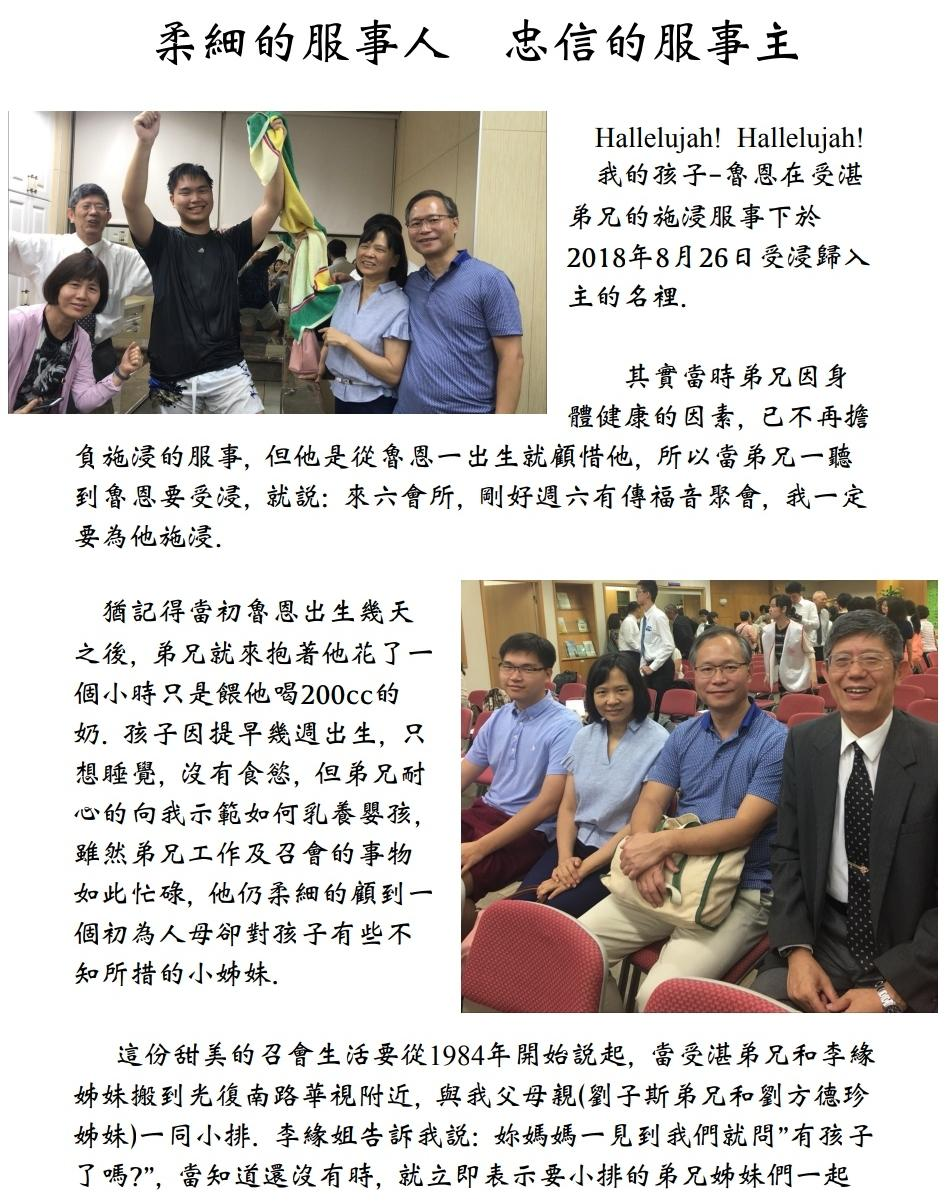 柔細的服事人　忠信的服事主
Hallelujah! Hallelujah!
我的孩子-魯恩在受湛
弟兄的施浸服事下於
2018年8月26日受浸歸入
主的名裡.
其實當時弟兄因身
體健康的因素, 已不再擔
負施浸的服事, 但他是從魯恩一出生就顧惜他, 所以當弟兄一聽
到魯恩要受浸, 就説: 來六會所, 剛好週六有傳福音聚會, 我一定
要為他施浸.
猶記得當初魯恩出生幾天
之後, 弟兄就來抱著他花了一
個小時只是餵他喝200cc的
奶. 孩子因提早幾週出生, 只
想睡覺, 沒有食慾, 但弟兄耐
心的向我示範如何乳養嬰孩,
雖然弟兄工作及召會的事物
如此忙碌, 他仍柔細的顧到一
個初為人母卻對孩子有些不
知所措的小姊妹.
這份甜美的召會生活要從1984年開始説起, 當受湛弟兄和李緣
姊妹搬到光復南路華視附近, 與我父母親(劉子斯弟兄和劉方德珍
姊妹)一同小排. 李緣姐告訴我説: 妳媽媽一見到我們就問”有孩子
了嗎?”, 當知道還沒有時, 就立即表示要小排的弟兄姊妹們一起